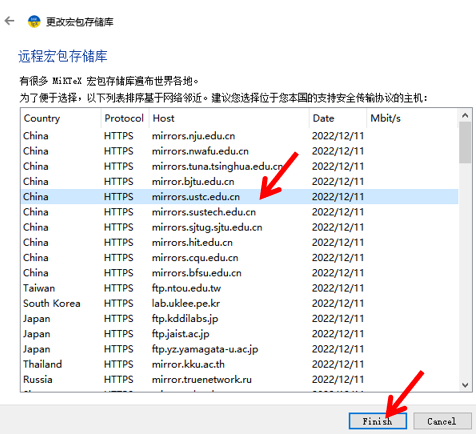 更改宏包存储库
远程宏包存储库
有很多 MiKTeX 宏包存储库遍布世界各地。
为了便于选择，以下列表排序基于网络邻近。建议您选择位于您本国的支持安全传输协议的主机：
Country Protocol Host Date Mbit/s
China HTTPS mirrors.nju.edu.cn 2022/12/11
China HTTPS mirrors.nwafu.edu.cn 2022/12/11
China HTTPS mirrors.tuna.tsinghua.edu.cn 2022/12/11
China HTTPS mirror.bjtu.edu.cn 2022/12/11
China HTTPS mirrors.ustc.edu.cn 2022/12/11
China HTTPS mirrors.sustech.edu.cn 2022/12/11
China HTTPS mirrors.sjtug.sjtu.edu.cn 2022/12/11
China HTTPS mirrors.hit.edu.cn 2022/12/11
China HTTPS mirrors.cqu.edu.cn 2022/12/11
China HTTPS mirrors.bfsu.edu.cn 2022/12/11
Taiwan HTTPS ftp.ntou.edu.tw 2022/12/11
South Korea HTTPS lab.uklee.pe.kr 2022/12/11
Japan HTTPS ftp.kddilabs.jp 2022/12/11
Japan HTTPS ftp.jaist.ac.jp 2022/12/11
Japan HTTPS ftp.yz.yamagata-u.ac.jp 2022/12/11
Thailand HTTPS mirror.kku.ac.th 2022/12/11
Russia HTTPS mirror.truenetwork.ru 2022/12/11
Finish Cancel